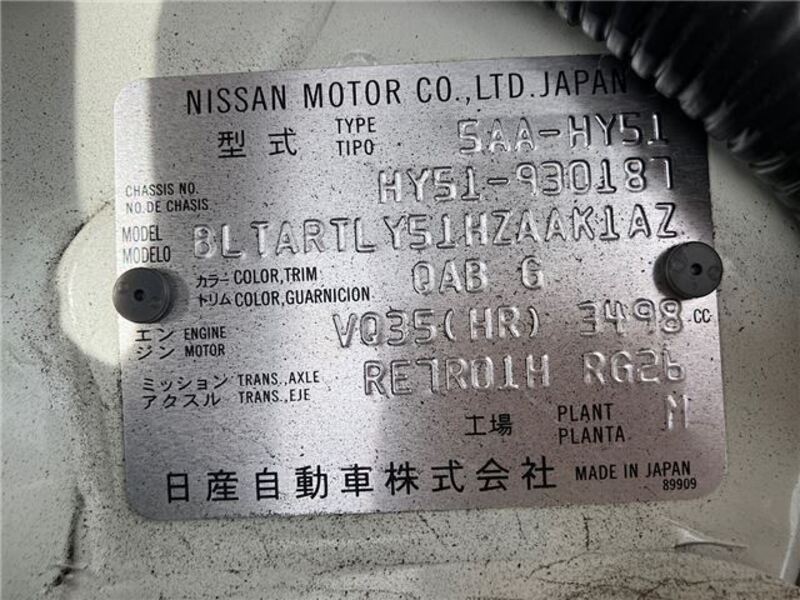 NISSAN MOTOR CO.,LTD.JAPAN
型式 TYPE TIPO 5AA-HY51
CHASSIS NO. NO.DE CHASIS. HY51-930187
MODEL MODELO BLTARTLY51HZAAK1AZ
カラー COLOR,TRIM QAB G
トリム COLOR,GUARNICION
エンジン ENGINE MOTOR VQ35(HR) 3498 CC
ミッション TRANS.,AXLE RE7R01H RG26
アクスル TRANS.,EJE
工場 PLANT PLANTA M
日産自動車株式会社 MADE IN JAPAN
89909